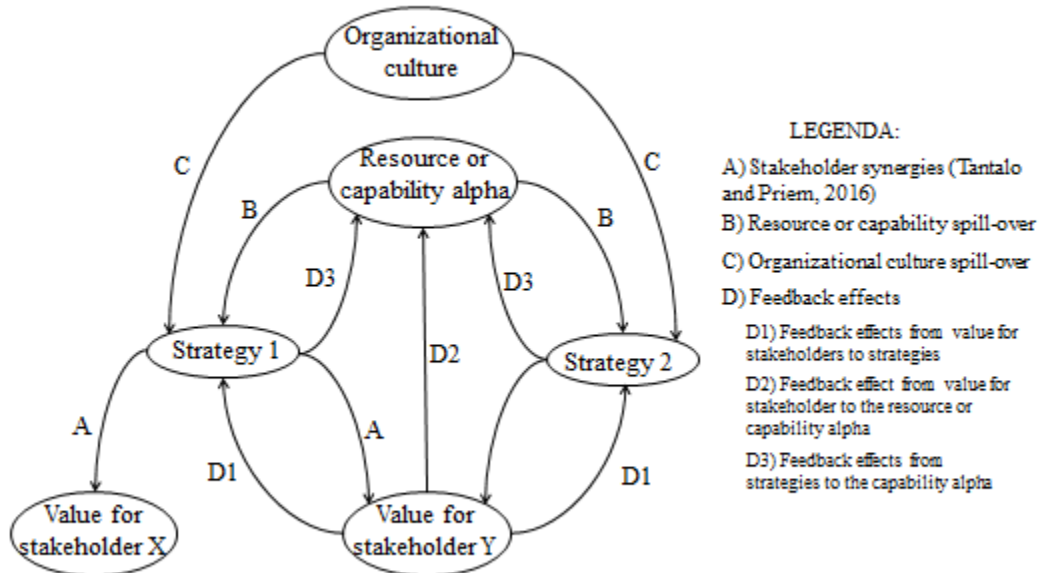 Organizational
culture
LEGENDA:
Resource or
capability alpha
C
C
A) Stakeholder synergies (Tantalo
and Priem, 2016)
B
B
B) Resource or capability spill-over
C) Organizational culture spill-over
D3
D3
D) Feedback effects
D1) Feedback effects from value for
stakeholders to strategies
Strategy 1
D2
Strategy 2
D2) Feedback effect from value for
stakeholder to the resource or
capability alpha
A
A
D1
D1
D3) Feedback effects from
strategies to the capability alpha
Value for
stakeholder X
Value for
stakeholder Y